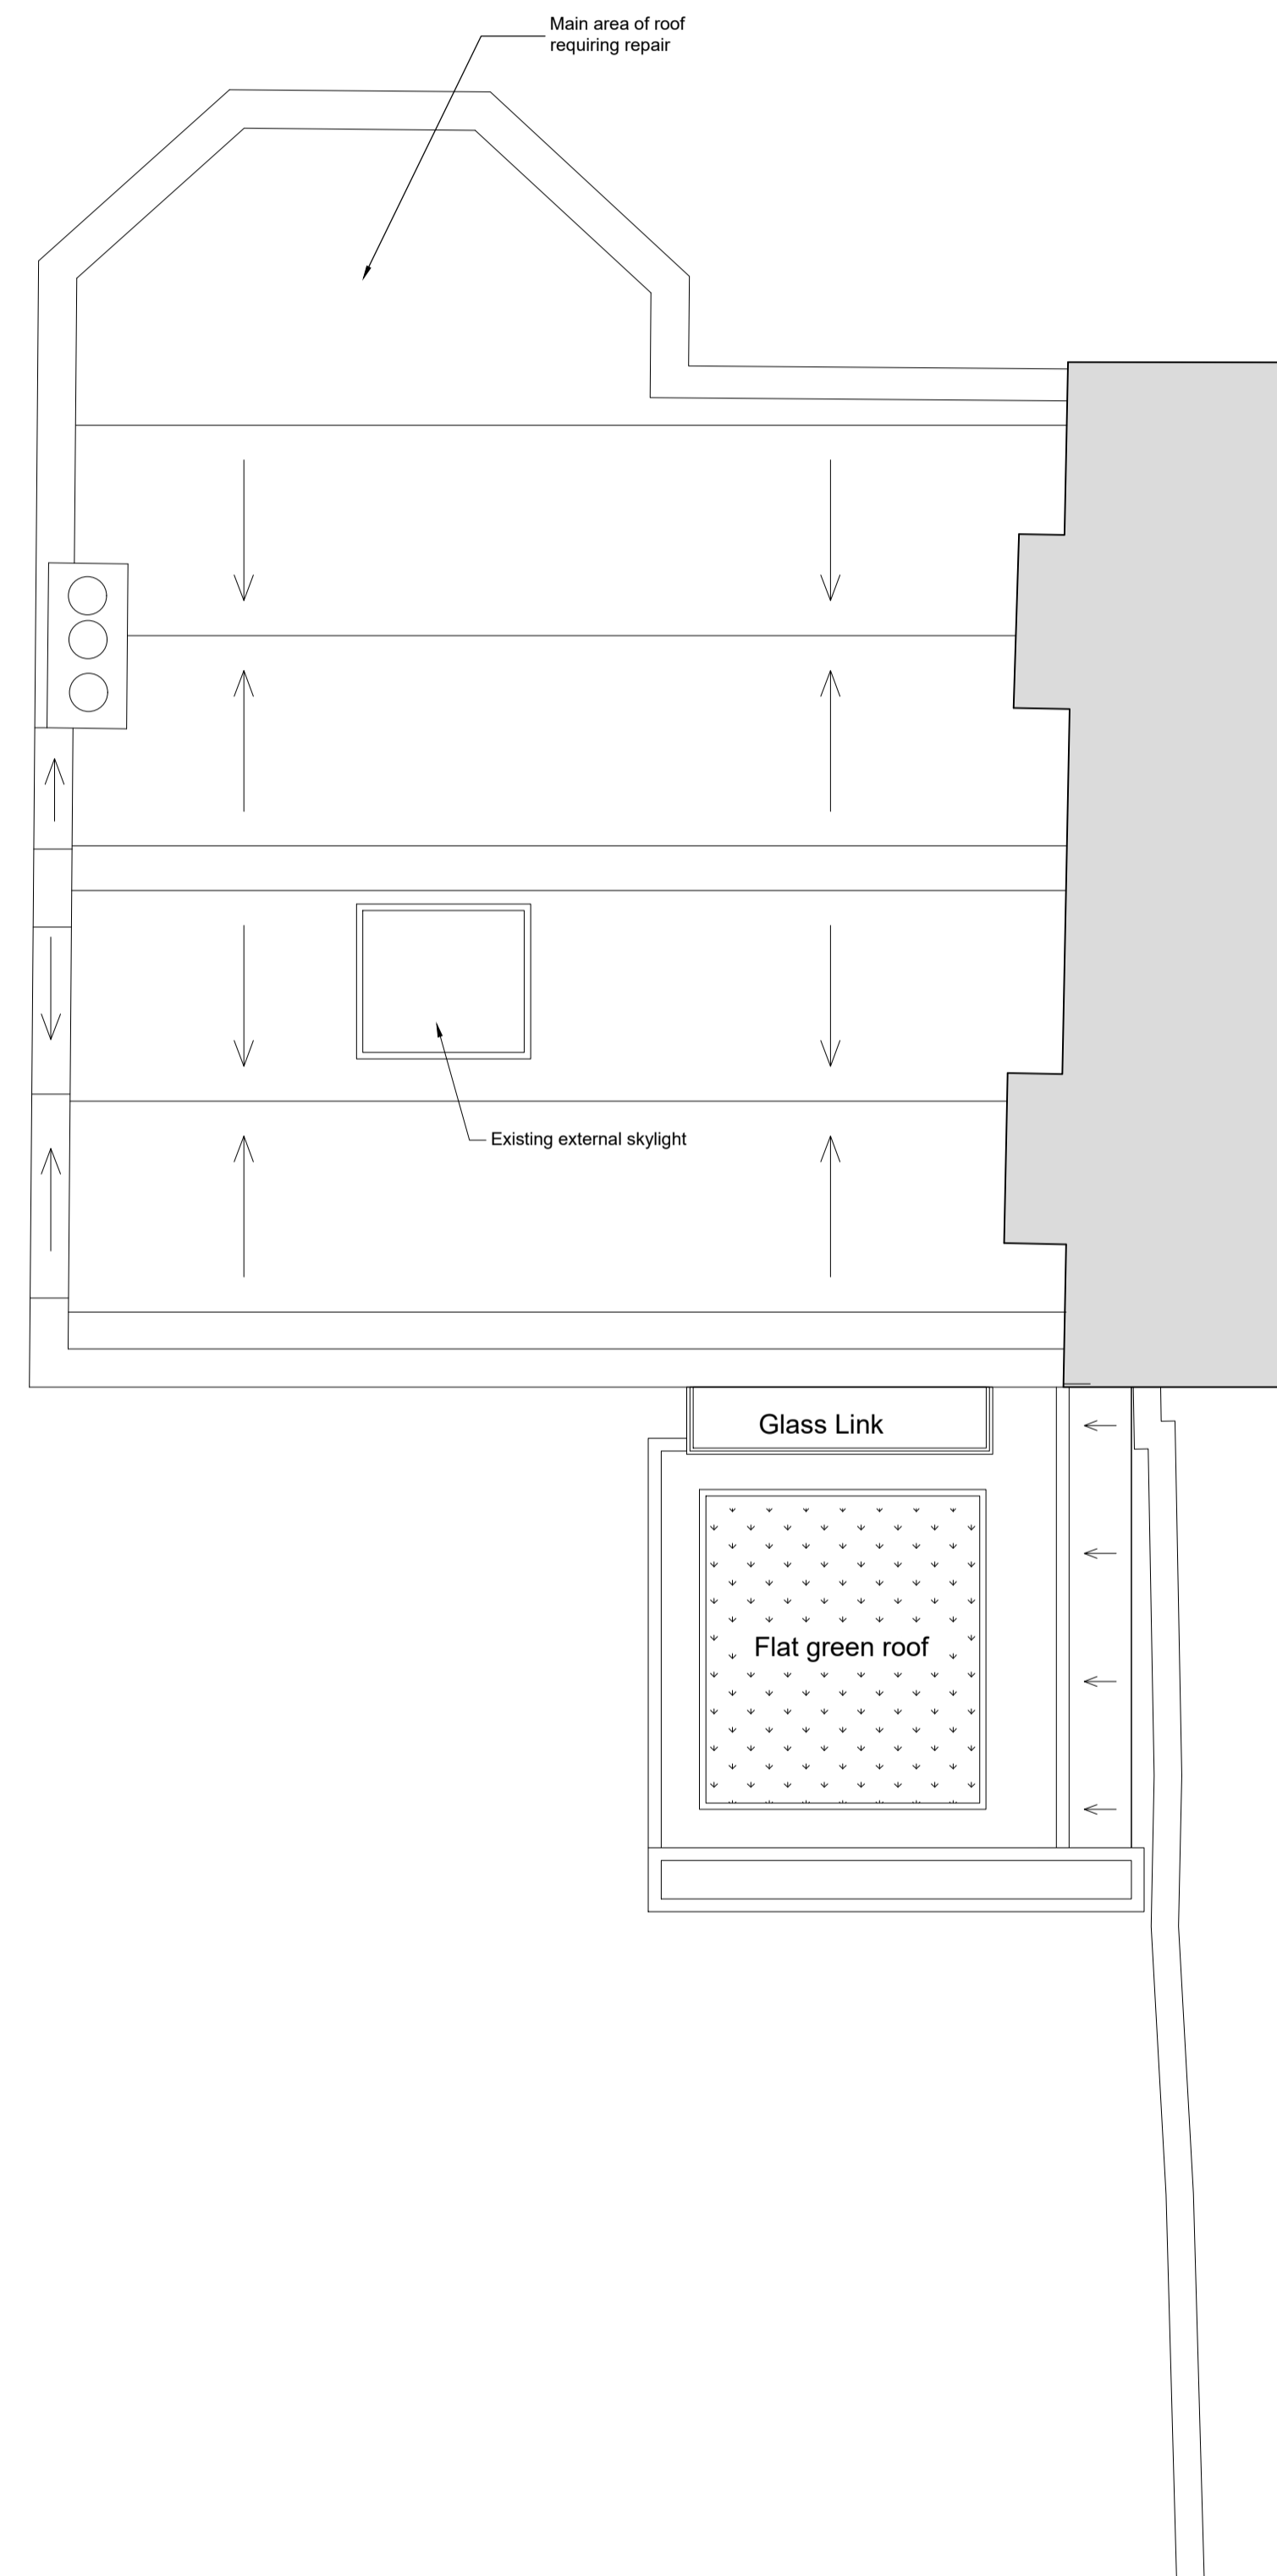 Main area of roof
requiring repair
Existing external skylight
Glass Link
Flat green roof